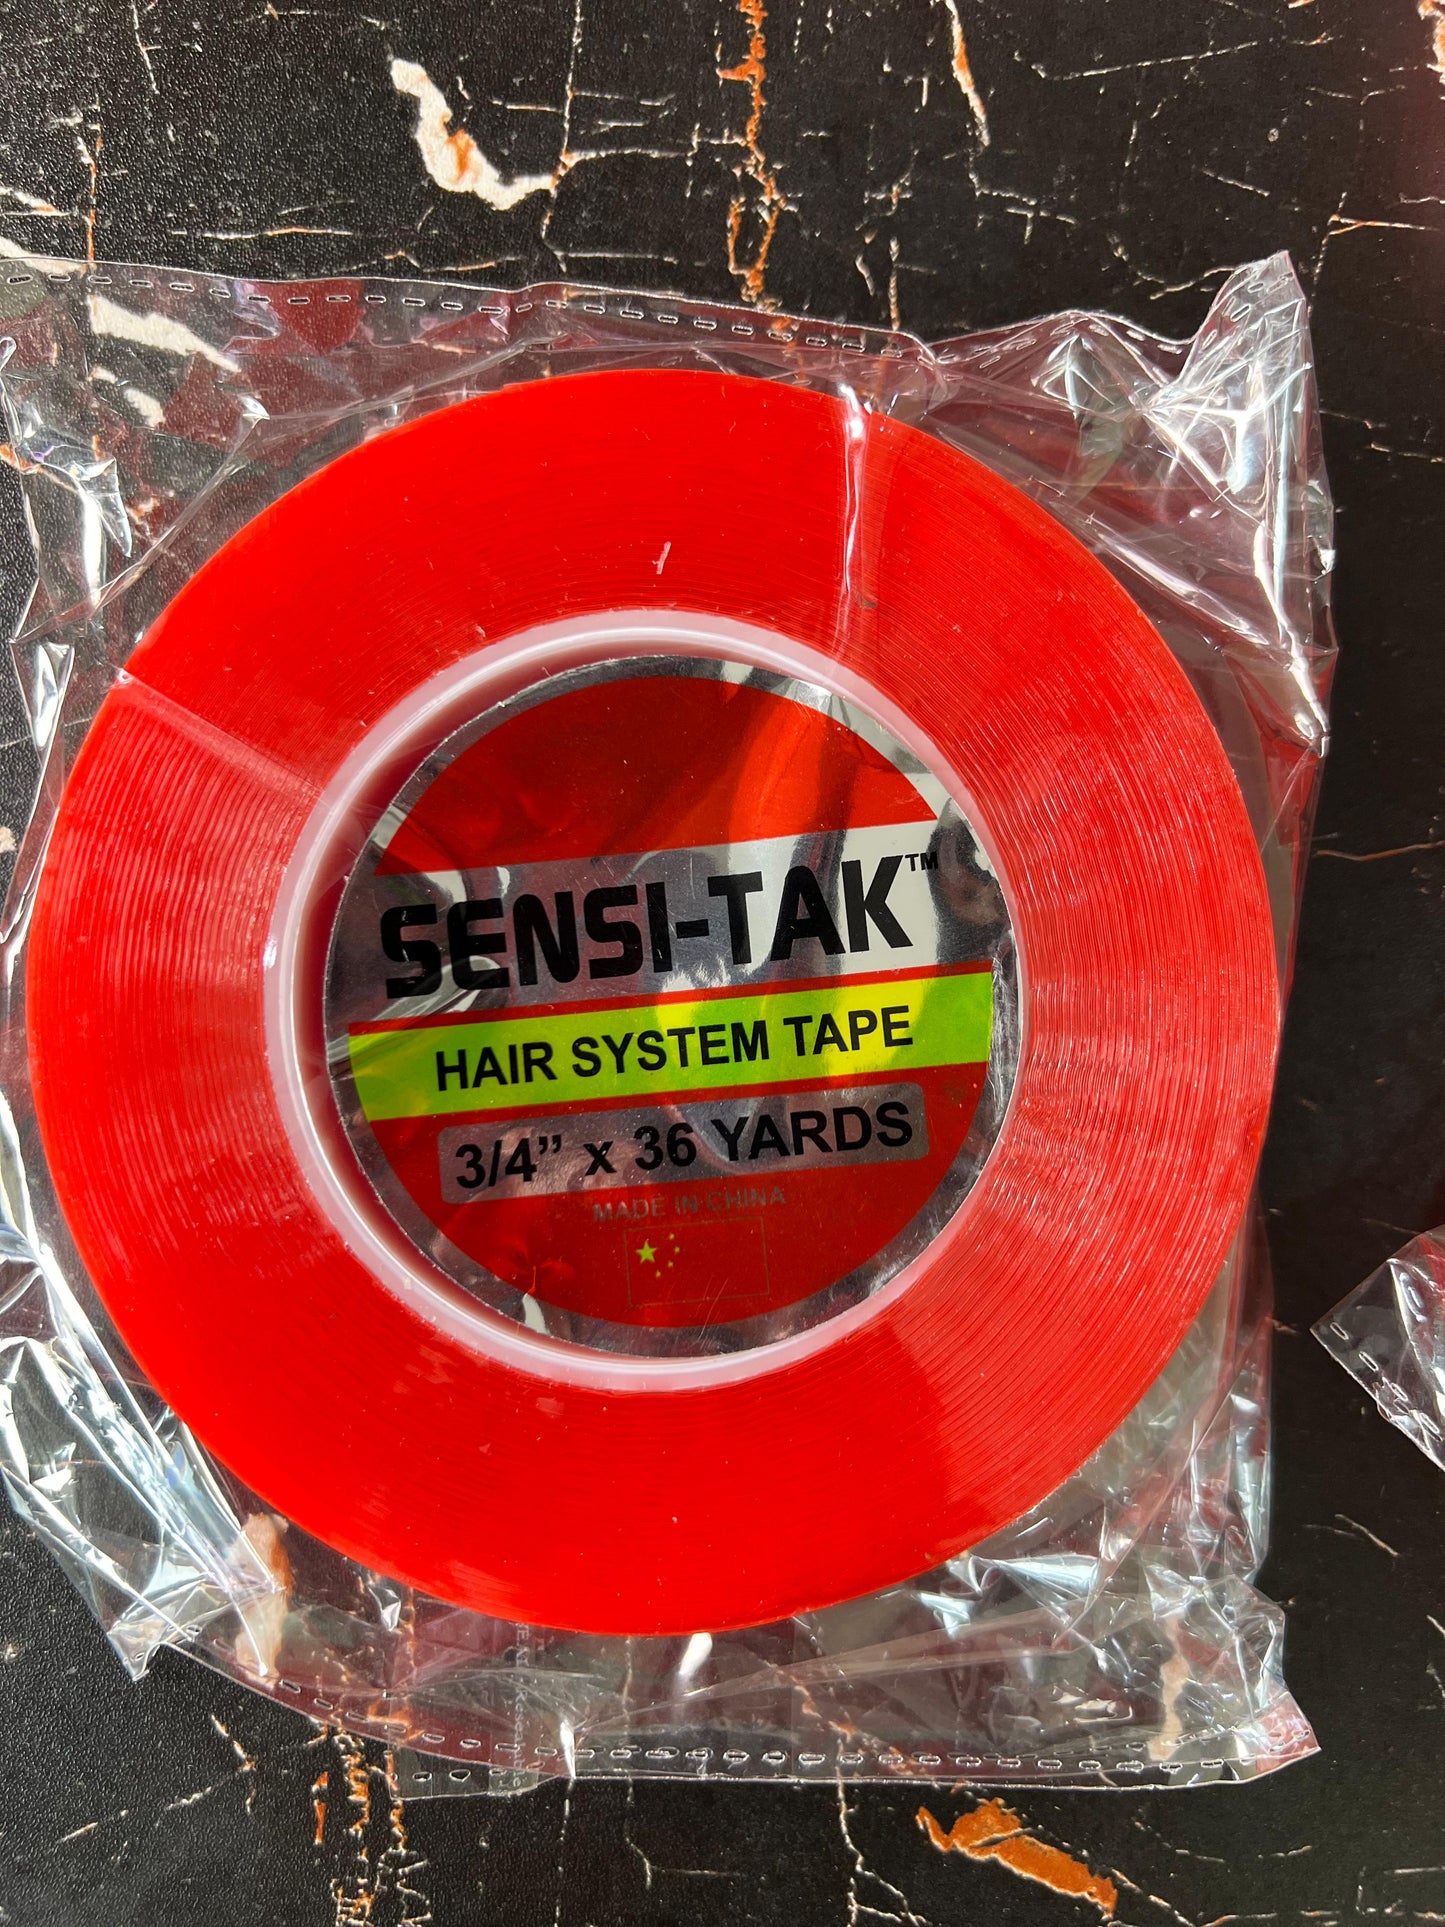 SENSI-TAK™
HAIR SYSTEM TAPE
3/4” x 36 YARDS
MADE IN CHINA